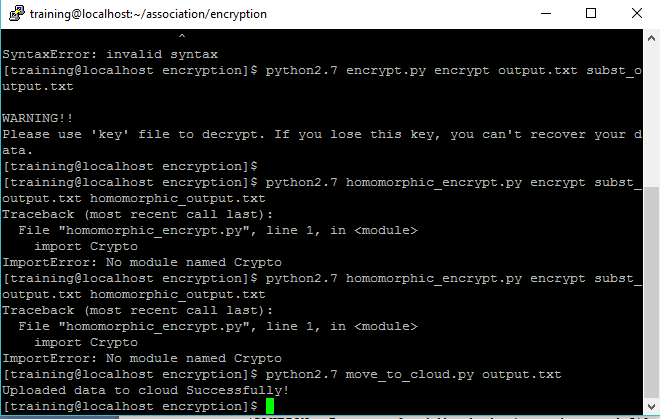 training@localhost:~/association/encryption
^
SyntaxError: invalid syntax
[training@localhost encryption]$ python2.7 encrypt.py encrypt output.txt subst_o
utput.txt
WARNING!!
Please use 'key' file to decrypt. If you lose this key, you can't recover your d
ata.
[training@localhost encryption]$
[training@localhost encryption]$ python2.7 homomorphic_encrypt.py encrypt subst_
output.txt homomorphic_output.txt
Traceback (most recent call last):
  File "homomorphic_encrypt.py", line 1, in <module>
    import Crypto
ImportError: No module named Crypto
[training@localhost encryption]$ python2.7 homomorphic_encrypt.py encrypt subst_
output.txt homomorphic_output.txt
Traceback (most recent call last):
  File "homomorphic_encrypt.py", line 1, in <module>
    import Crypto
ImportError: No module named Crypto
[training@localhost encryption]$ python2.7 move_to_cloud.py output.txt
Uploaded data to cloud Successfully!
[training@localhost encryption]$